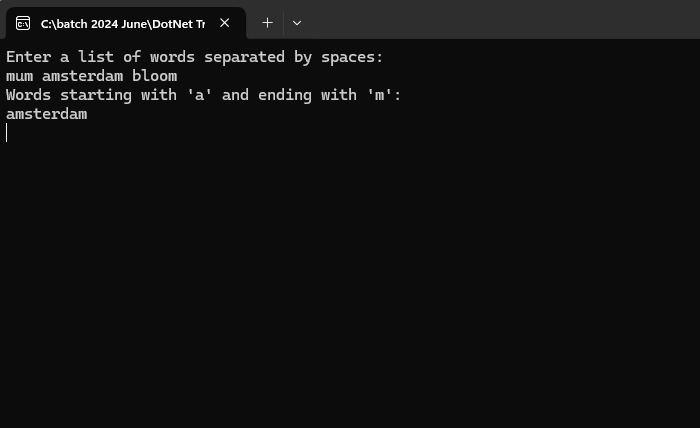 C:\batch 2024 June\DotNet Tr
Enter a list of words separated by spaces:
mum amsterdam bloom
Words starting with 'a' and ending with 'm':
amsterdam